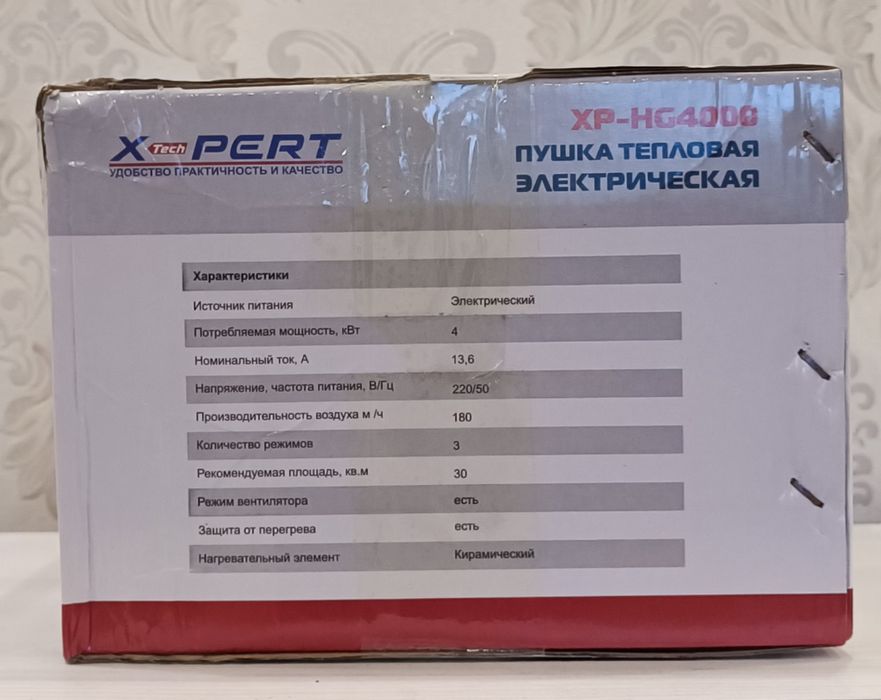 X-Tech PERT
УДОБСТВО ПРАКТИЧНОСТЬ И КАЧЕСТВО
XP-HG4000
ПУШКА ТЕПЛОВАЯ
ЭЛЕКТРИЧЕСКАЯ
Характеристики
Источник питания Электрический
Потребляемая мощность, кВт 4
Номинальный ток, А 13,6
Напряжение, частота питания, В/Гц 220/50
Производительность воздуха м /ч 180
Количество режимов 3
Рекомендуемая площадь, кв.м 30
Режим вентилятора есть
Защита от перегрева есть
Нагревательный элемент Кирамический